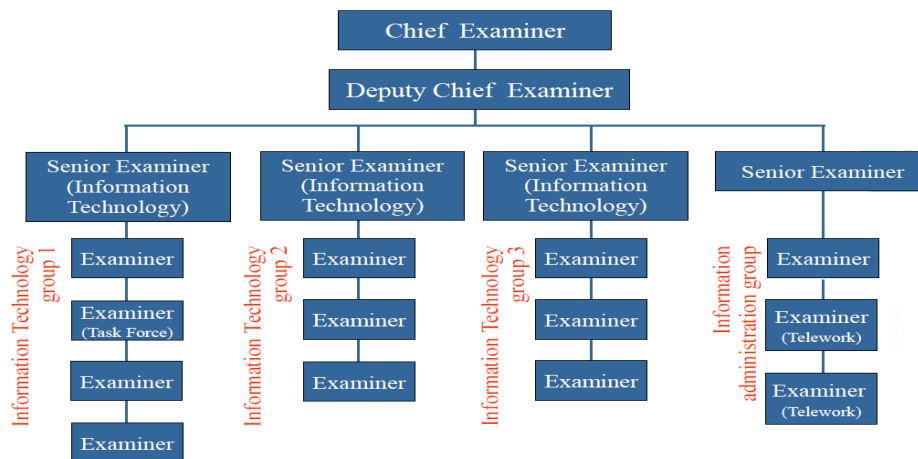 Chief Examiner
Deputy Chief Examiner
Senior Examiner
(Information
Technology)
Information Technology
group 1
Examiner
Examiner
(Task Force)
Examiner
Examiner
Senior Examiner
(Information
Technology)
Information Technology
group 2
Examiner
Examiner
Examiner
Senior Examiner
(Information
Technology)
Information Technology
group 3
Examiner
Examiner
Examiner
Senior Examiner
Information
administration group
Examiner
Examiner
(Telework)
Examiner
(Telework)